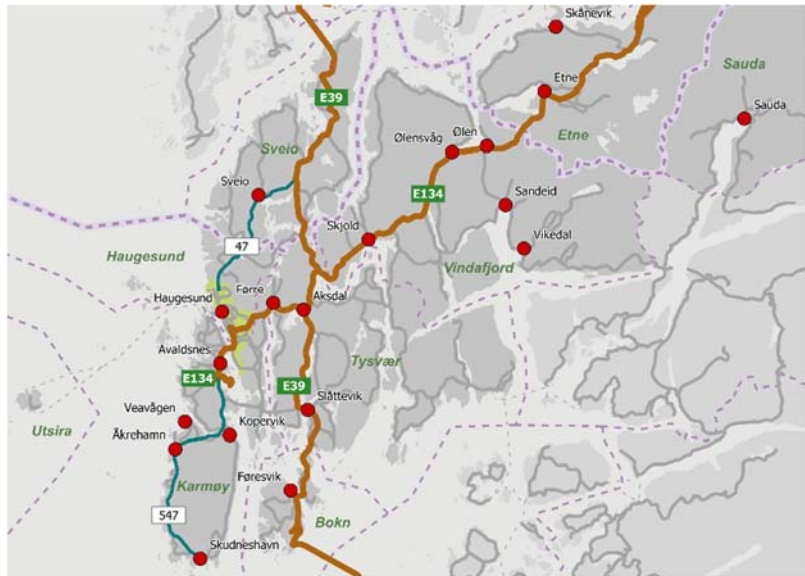 Skånevik
Sauda
Etne
E39
Sauda
Ølensvåg
Ølen
Sveio
Etne
Sveio
E134
Sandeid
Skjold
47
Vikedal
Haugesund
Vindafjord
Førre
Haugesund
Aksdal
Avaldsnes
Tysvær
E134
E39
Veavågen
Slåttevik
Utsira
Åkrehamn
Kopervik
Karmøy
Føresvik
547
Bokn
Skudneshavn